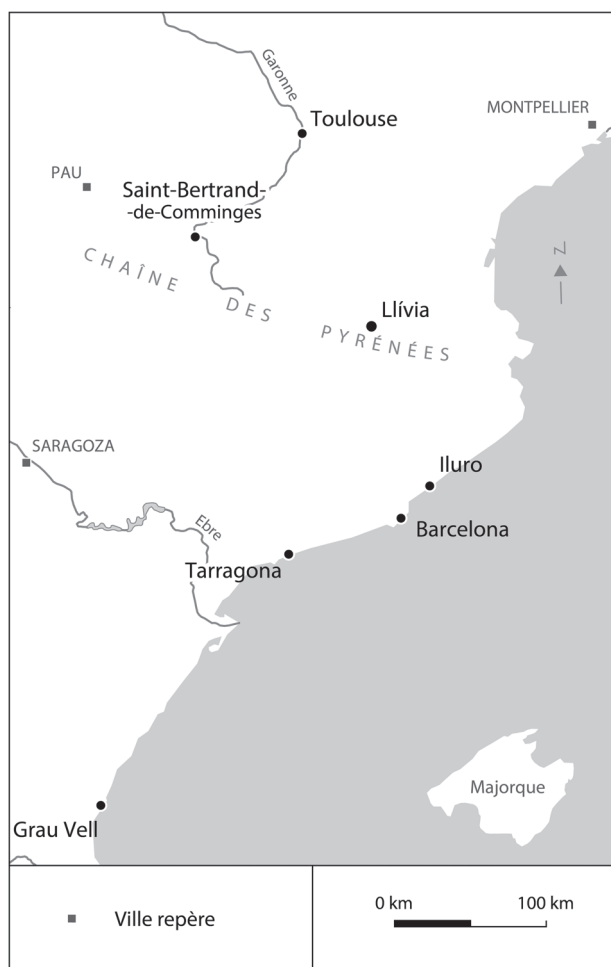 Garonne
Toulouse
MONTPELLIER
PAU
Saint-Bertrand-
-de-Comminges
N
CHAÎNE DES PYRÉNÉES
Llívia
SARAGOZA
Iluro
Ebre
Barcelona
Tarragona
Majorque
Grau Vell
Ville repère
0 km 100 km